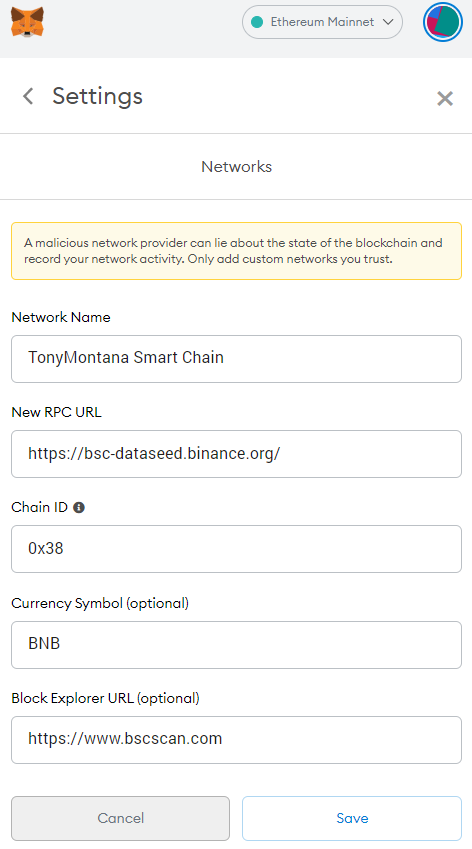 Ethereum Mainnet
Settings
Networks
A malicious network provider can lie about the state of the blockchain and
record your network activity. Only add custom networks you trust.
Network Name
TonyMontana Smart Chain
New RPC URL
https://bsc-dataseed.binance.org/
Chain ID
0x38
Currency Symbol (optional)
BNB
Block Explorer URL (optional)
https://www.bscscan.com
Cancel
Save